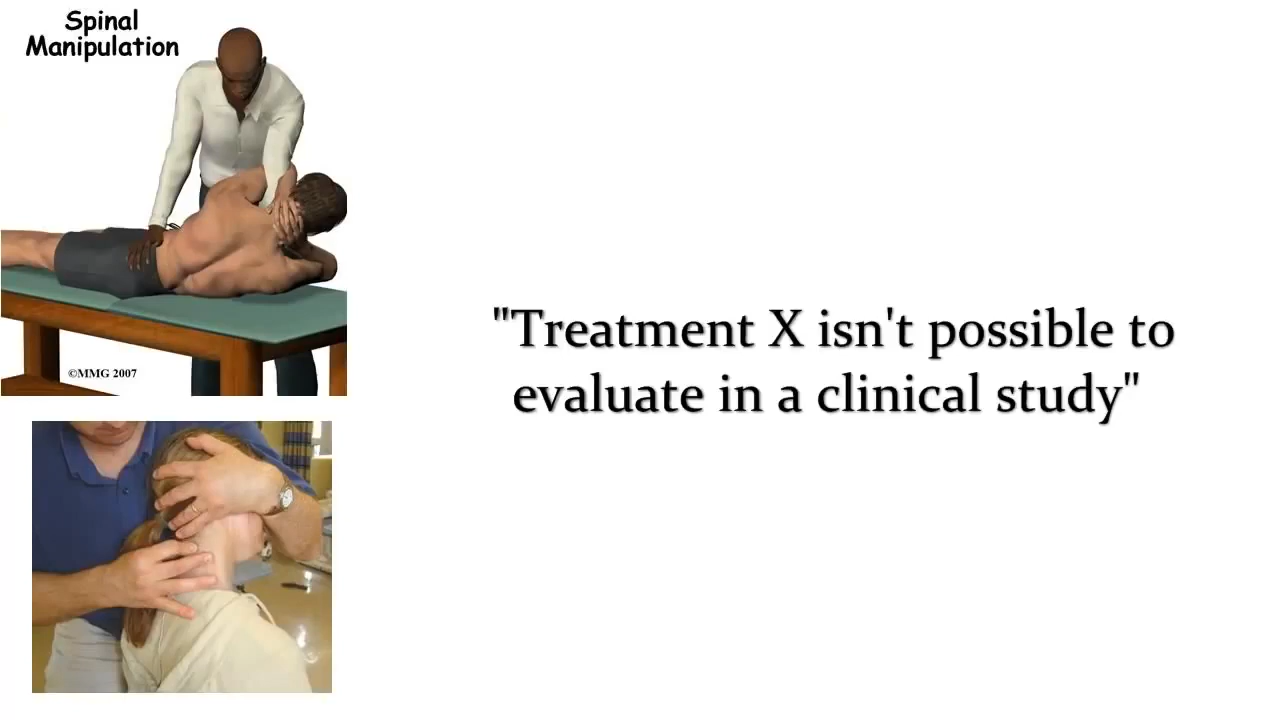 Spinal
Manipulation
©MMG 2007
"Treatment X isn't possible to
evaluate in a clinical study"